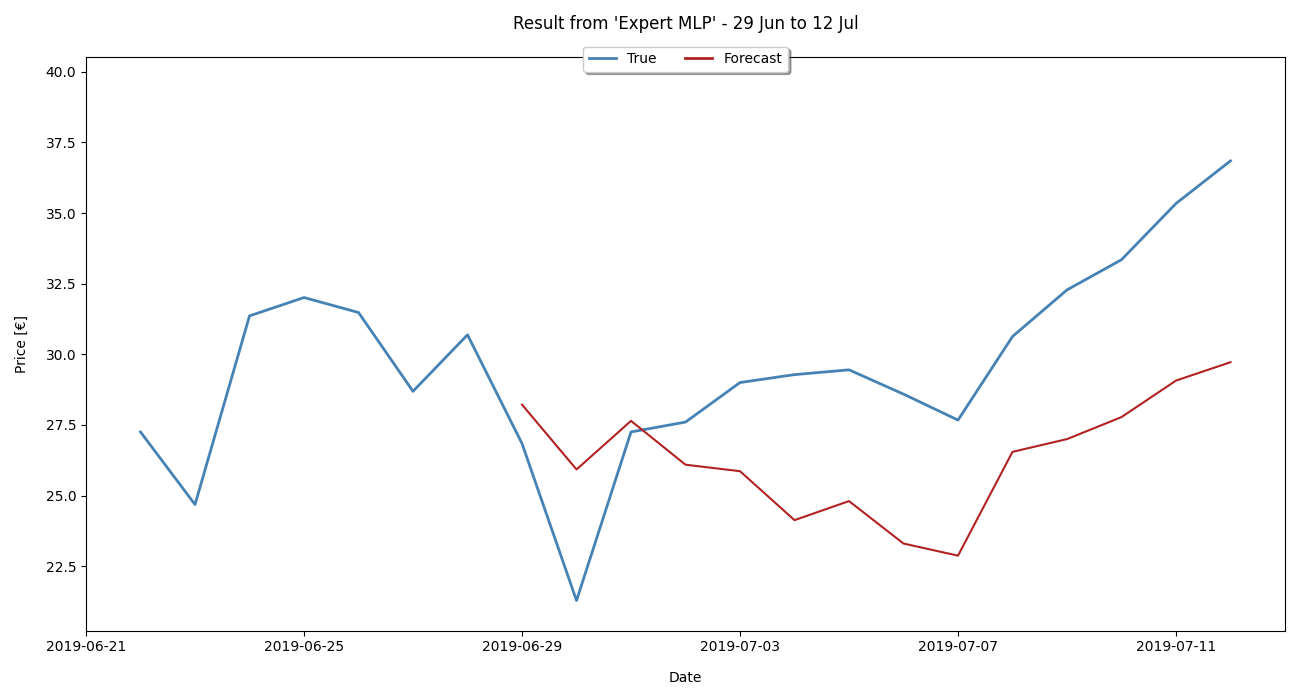 Result from 'Expert MLP' - 29 Jun to 12 Jul
True Forecast
40.0
37.5
35.0
32.5
30.0
27.5
25.0
22.5
Price [€]
2019-06-21 2019-06-25 2019-06-29 2019-07-03 2019-07-07 2019-07-11
Date